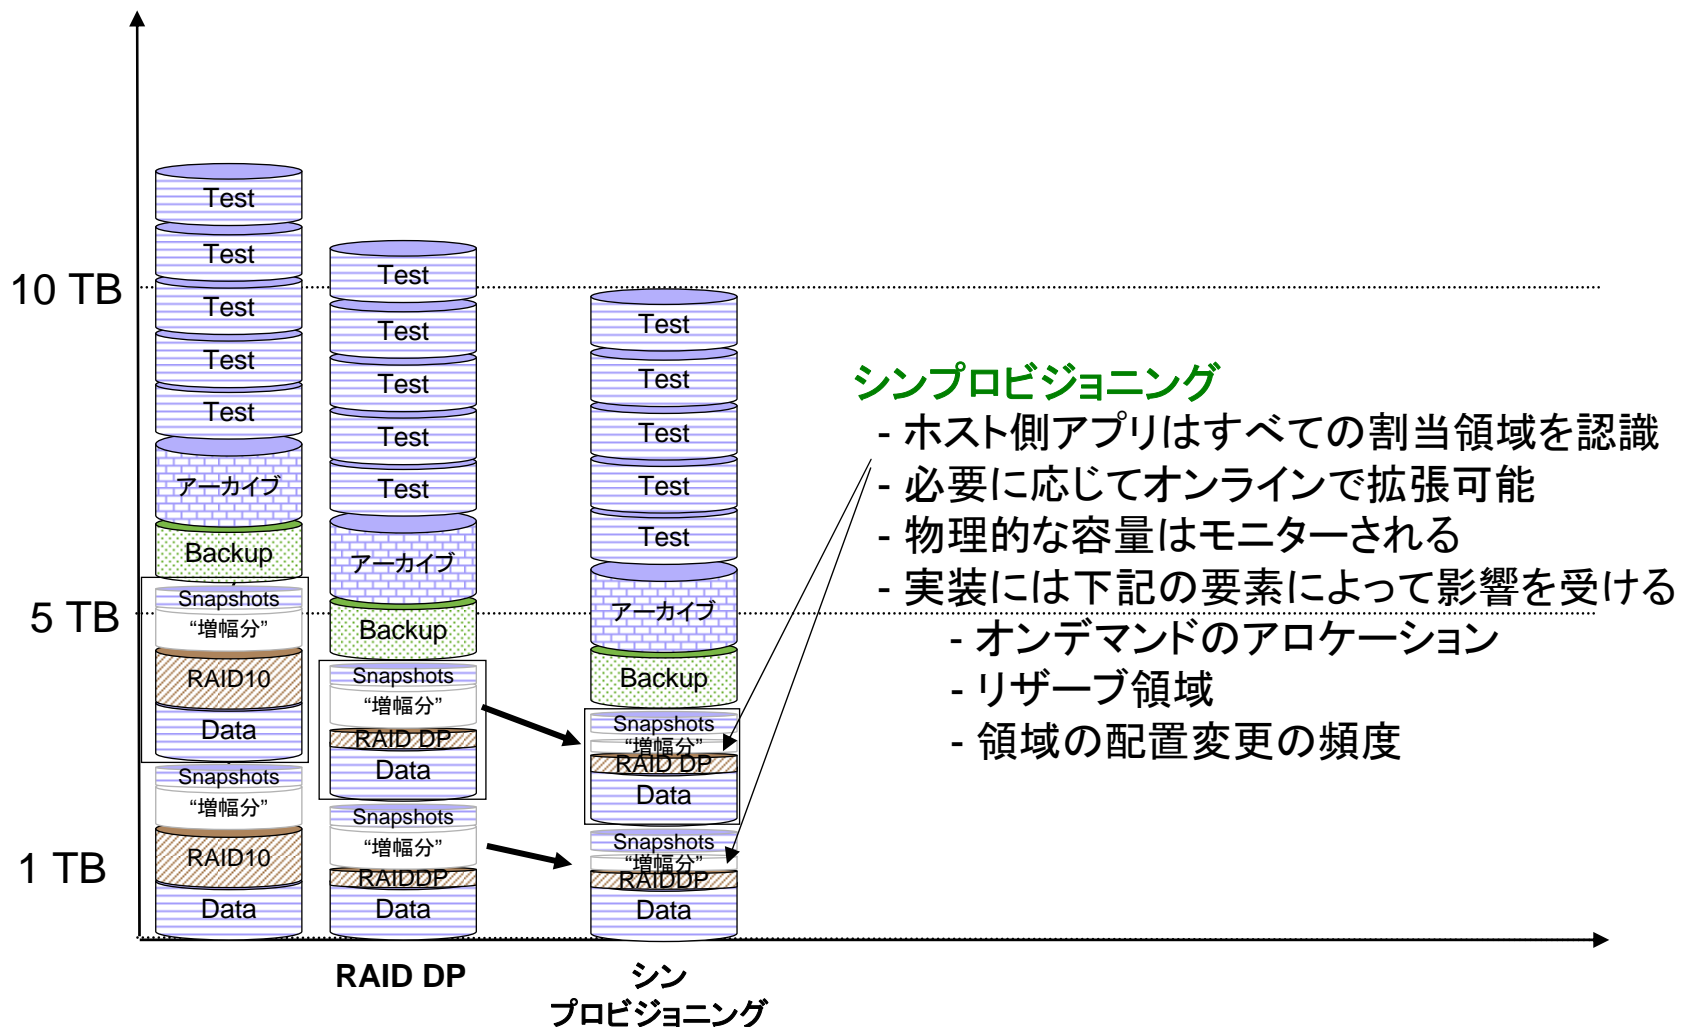 10 TB
5 TB
1 TB
Test
Test
Test
Test
Test
アーカイブ
Backup
Snapshots
“増幅分”
RAID10
Data
Snapshots
“増幅分”
RAID10
Data
Test
Test
Test
Test
Test
アーカイブ
Backup
Snapshots
“増幅分”
RAID DP
Data
Snapshots
“増幅分”
RAIDDP
Data
RAID DP
Test
Test
Test
Test
Test
アーカイブ
Backup
Snapshots
“増幅分”
RAID DP
Data
Snapshots
“増幅分”
RAIDDP
Data
シン
プロビジョニング
シンプロビジョニング
- ホスト側アプリはすべての割当領域を認識
- 必要に応じてオンラインで拡張可能
- 物理的な容量はモニターされる
- 実装には下記の要素によって影響を受ける
- オンデマンドのアロケーション
- リザーブ領域
- 領域の配置変更の頻度